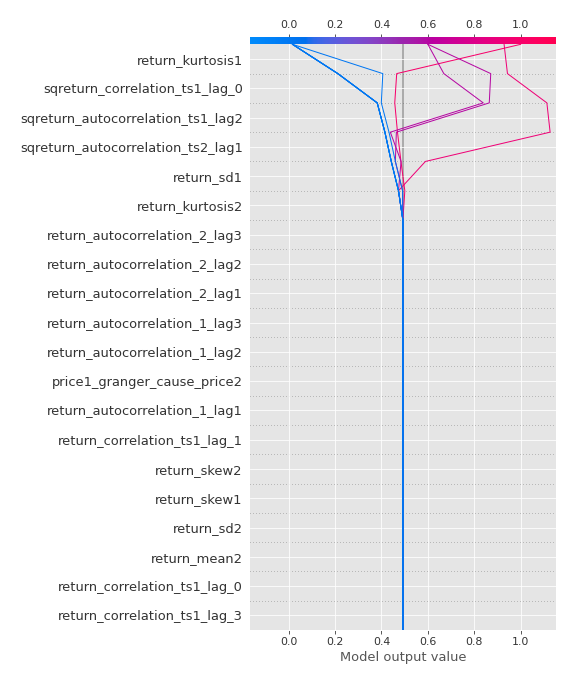 0.0 0.2 0.4 0.6 0.8 1.0
return_kurtosis1
sqreturn_correlation_ts1_lag_0
sqreturn_autocorrelation_ts1_lag2
sqreturn_autocorrelation_ts2_lag1
return_sd1
return_kurtosis2
return_autocorrelation_2_lag3
return_autocorrelation_2_lag2
return_autocorrelation_2_lag1
return_autocorrelation_1_lag3
return_autocorrelation_1_lag2
price1_granger_cause_price2
return_autocorrelation_1_lag1
return_correlation_ts1_lag_1
return_skew2
return_skew1
return_sd2
return_mean2
return_correlation_ts1_lag_0
return_correlation_ts1_lag_3
0.0 0.2 0.4 0.6 0.8 1.0
Model output value